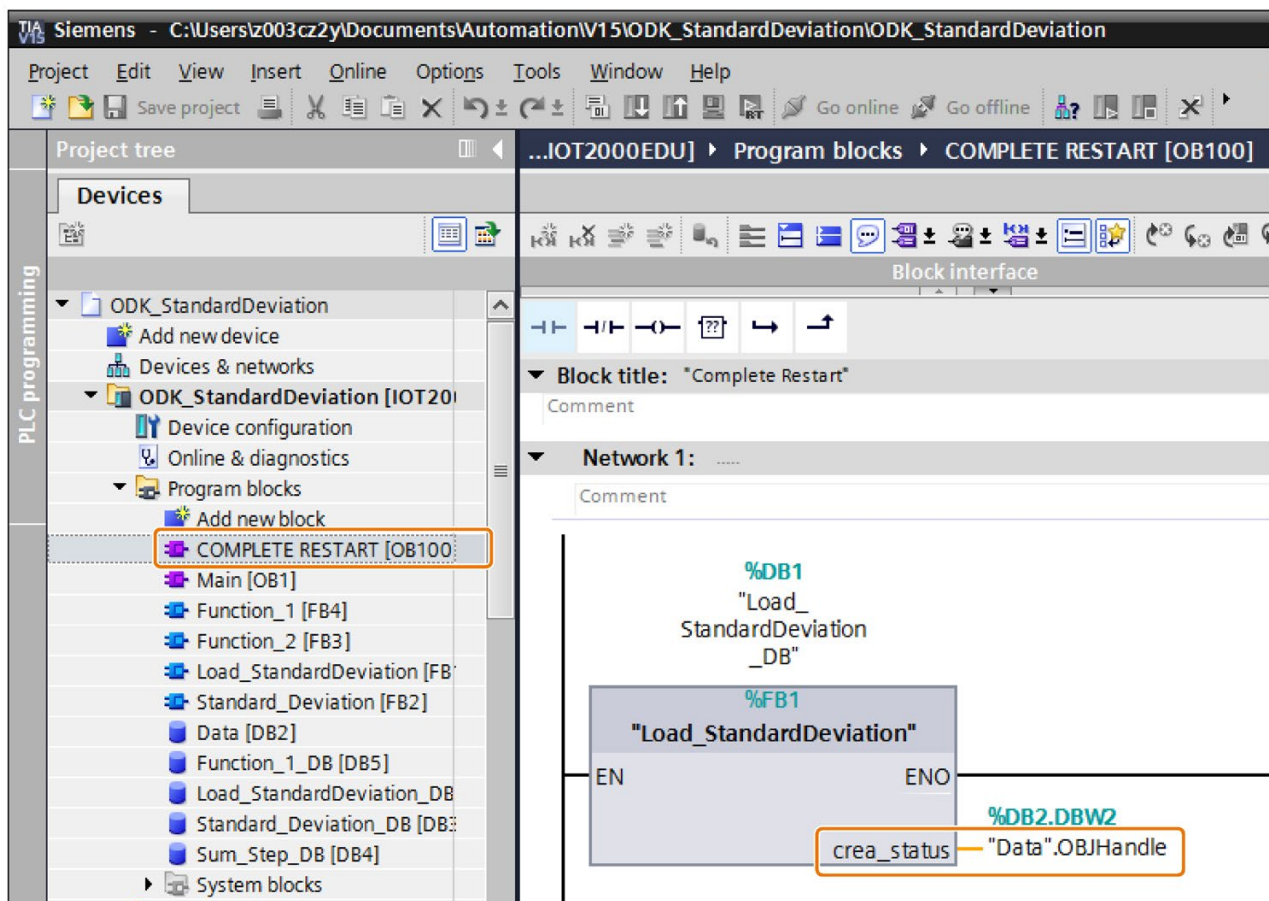 TIA V15 Siemens - C:\Users\z003cz2y\Documents\Automation\V15\ODK_StandardDeviation\ODK_StandardDeviation
Project Edit View Insert Online Options Tools Window Help
Save project Go online Go offline
Project tree
...IOT2000EDU] Program blocks COMPLETE RESTART [OB100]
Devices
Block interface
PLC programming
ODK_StandardDeviation
Add new device
Devices & networks
ODK_StandardDeviation [IOT20
Device configuration
Online & diagnostics
Program blocks
Add new block
COMPLETE RESTART [OB100
Main [OB1]
Function_1 [FB4]
Function_2 [FB3]
Load_StandardDeviation [FB
Standard_Deviation [FB2]
Data [DB2]
Function_1_DB [DB5]
Load_StandardDeviation_DB
Standard_Deviation_DB [DB3
Sum_Step_DB [DB4]
System blocks
??
Block title: "Complete Restart"
Comment
Network 1: .....
Comment
%DB1
"Load_
StandardDeviation
_DB"
%FB1
"Load_StandardDeviation"
EN ENO
%DB2.DBW2
crea_status "Data".OBJHandle